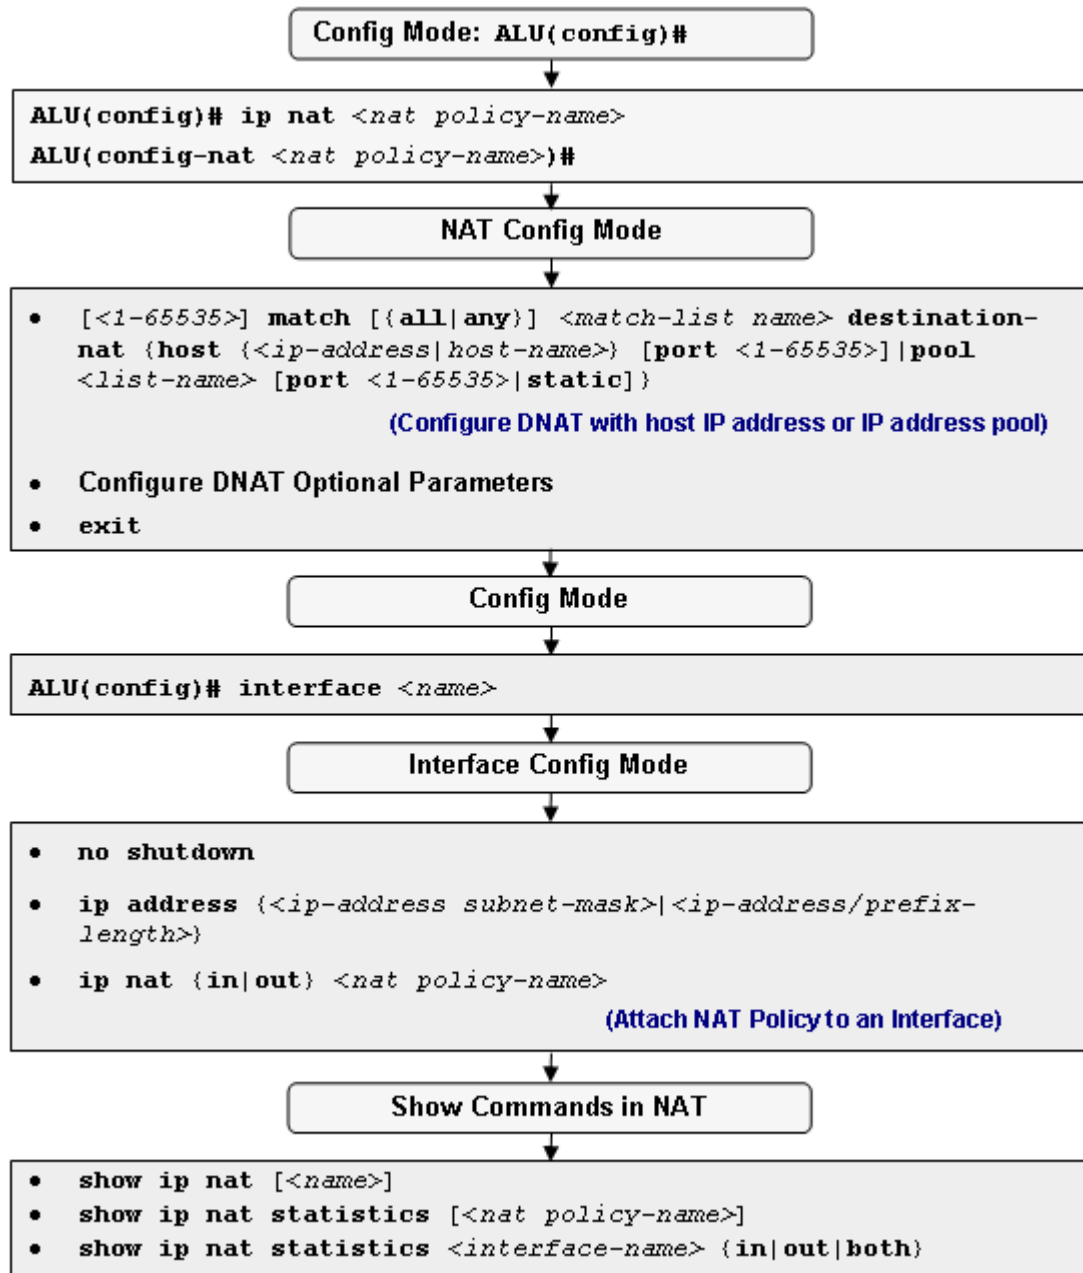 Config Mode: ALU(config)#
ALU(config)# ip nat <nat policy-name>
ALU(config-nat <nat policy-name>)#
NAT Config Mode
• [<1-65535>] match [{all|any}] <match-list name> destination-
nat {host {<ip-address|host-name>} [port <1-65535>]|pool
<list-name> [port <1-65535>|static]}
(Configure DNAT with host IP address or IP address pool)
• Configure DNAT Optional Parameters
• exit
Config Mode
ALU(config)# interface <name>
Interface Config Mode
• no shutdown
• ip address {<ip-address subnet-mask>|<ip-address/prefix-
length>}
• ip nat {in|out} <nat policy-name>
(Attach NAT Policy to an Interface)
Show Commands in NAT
• show ip nat [<name>]
• show ip nat statistics [<nat policy-name>]
• show ip nat statistics <interface-name> {in|out|both}